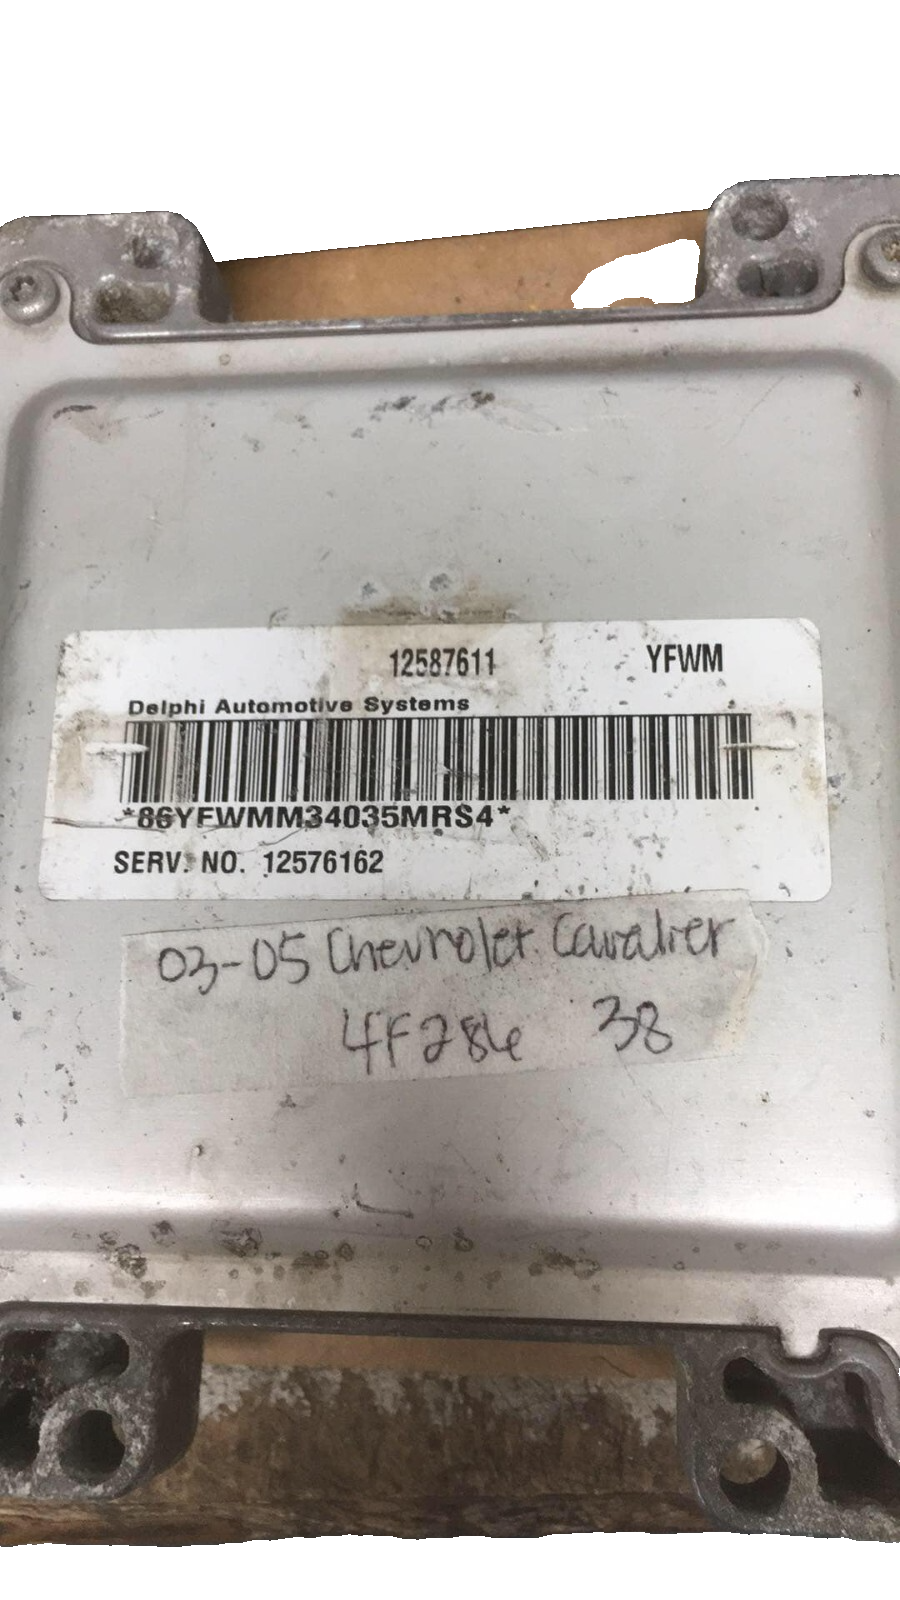 12587611 YFWM
Delphi Automotive Systems
*86YFWMM34035MRS4*
SERV. NO. 12576162
03-05 Chevrolet Cavalier
4F286 38